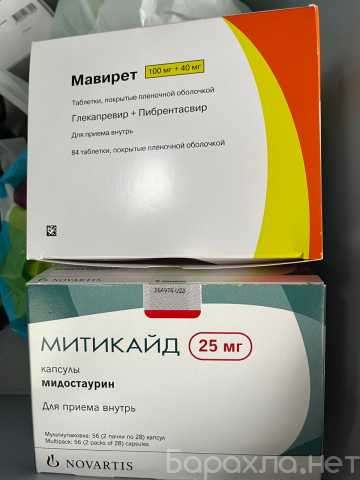 Мавирет 100 мг + 40 мг
Таблетки, покрытые пленочной оболочкой
Глекапревир + Пибрентасвир
Для приема внутрь
84 таблетки, покрытые пленочной оболочкой
МИТИКАЙД 25 мг
капсулы
мидостаурин
Для приема внутрь
Мультиупаковка: 56 (2 пачки по 28) капсул
Multipack: 56 (2 packs of 28) capsules
NOVARTIS
Барахла.нет